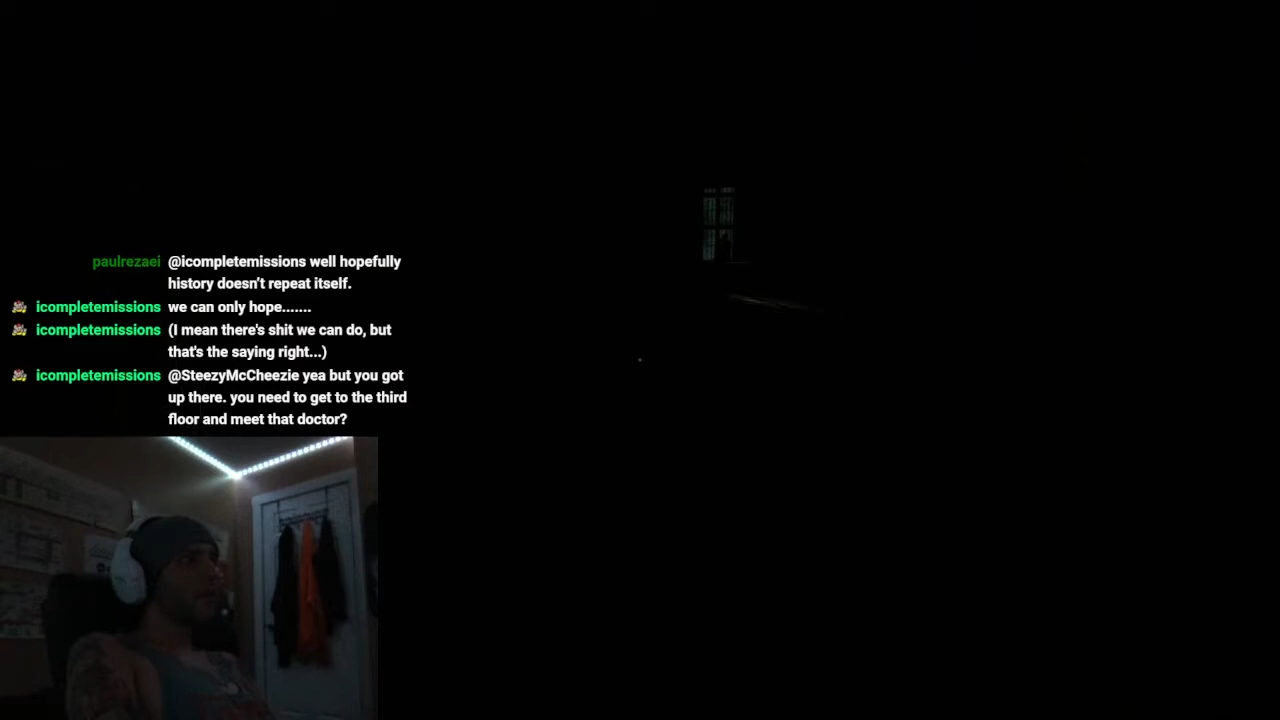 paulrezaei @icompletemissions well hopefully
history doesn't repeat itself.
icompletemissions we can only hope.......
icompletemissions (I mean there's shit we can do, but
that's the saying right...)
icompletemissions @SteezyMcCheezie yea but you got
up there. you need to get to the third
floor and meet that doctor?